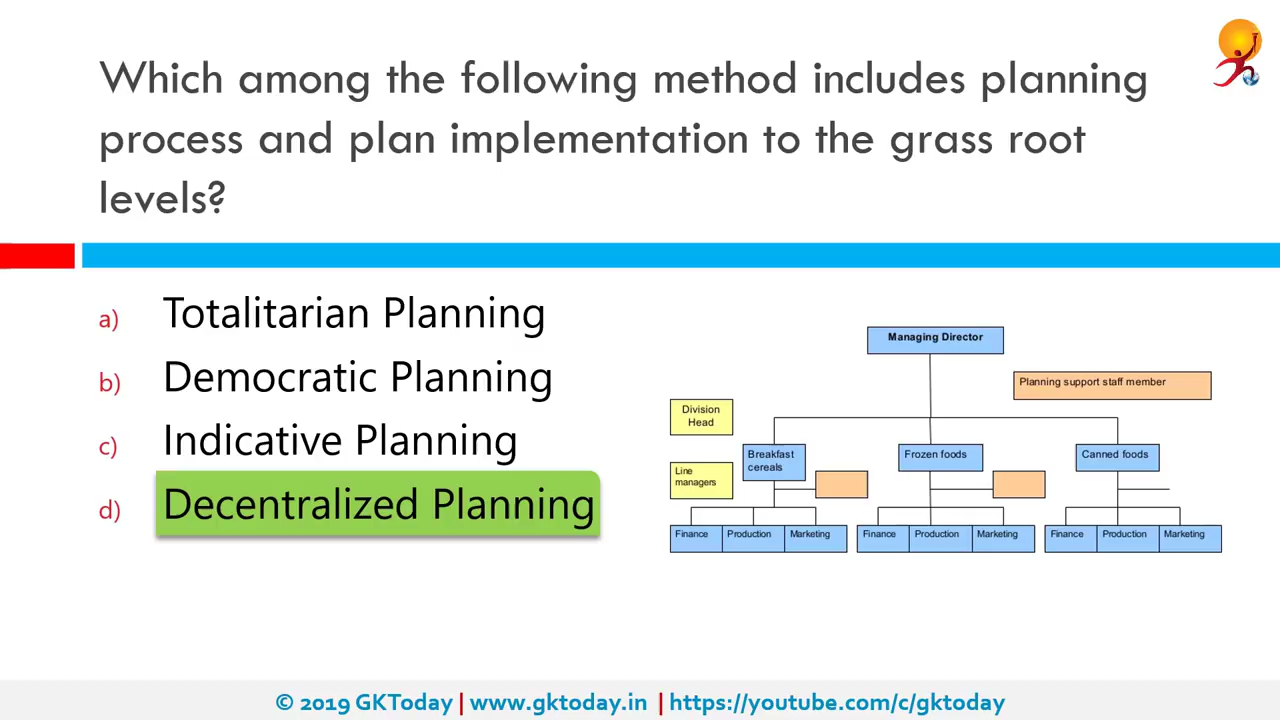 Which among the following method includes planning
process and plan implementation to the grass root
levels?
a) Totalitarian Planning
b) Democratic Planning
c) Indicative Planning
d) Decentralized Planning
Managing Director
Planning support staff member
Division
Head
Breakfast
cereals
Frozen foods
Canned foods
Line
managers
Finance Production Marketing Finance Production Marketing Finance Production Marketing
© 2019 GKToday | www.gktoday.in | https://youtube.com/c/gktoday